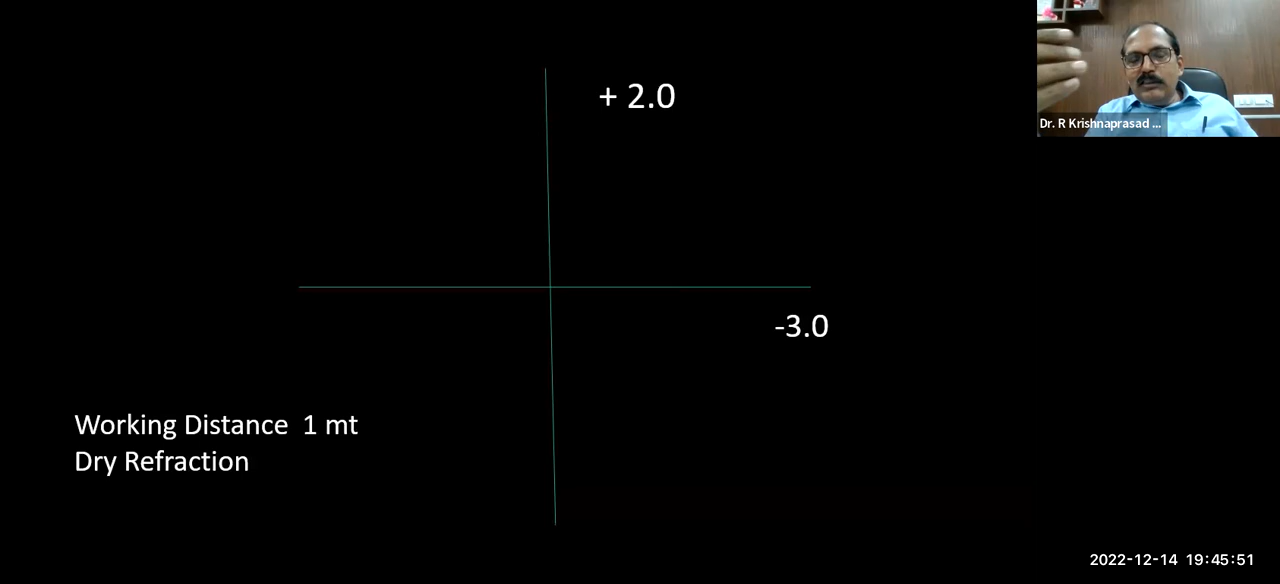 + 2.0
Dr. R Krishnaprasad ...
-3.0
Working Distance 1 mt
Dry Refraction
2022-12-14 19:45:51